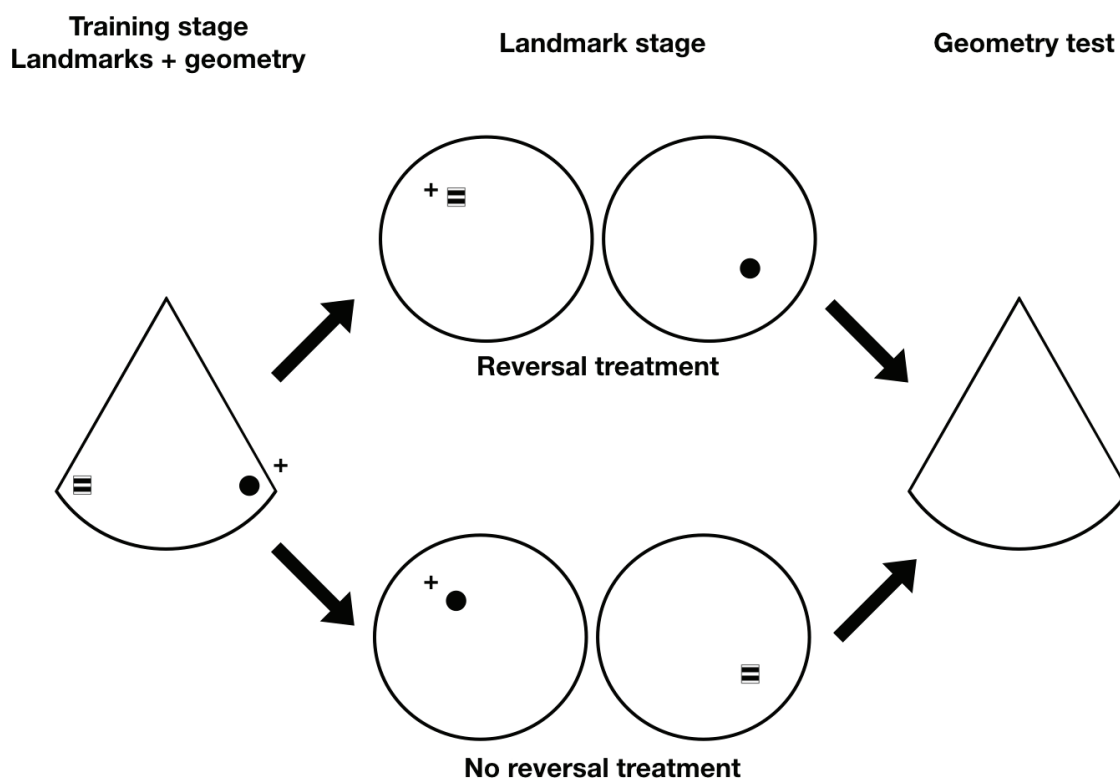 Training stage
Landmarks + geometry
Landmark stage
Geometry test
+
Reversal treatment
+
+
No reversal treatment